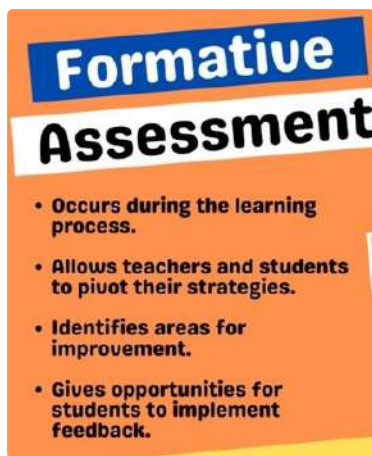 Formative
Assessment
• Occurs during the learning
process.
• Allows teachers and students
to pivot their strategies.
• Identifies areas for
improvement.
• Gives opportunities for
students to implement
feedback.